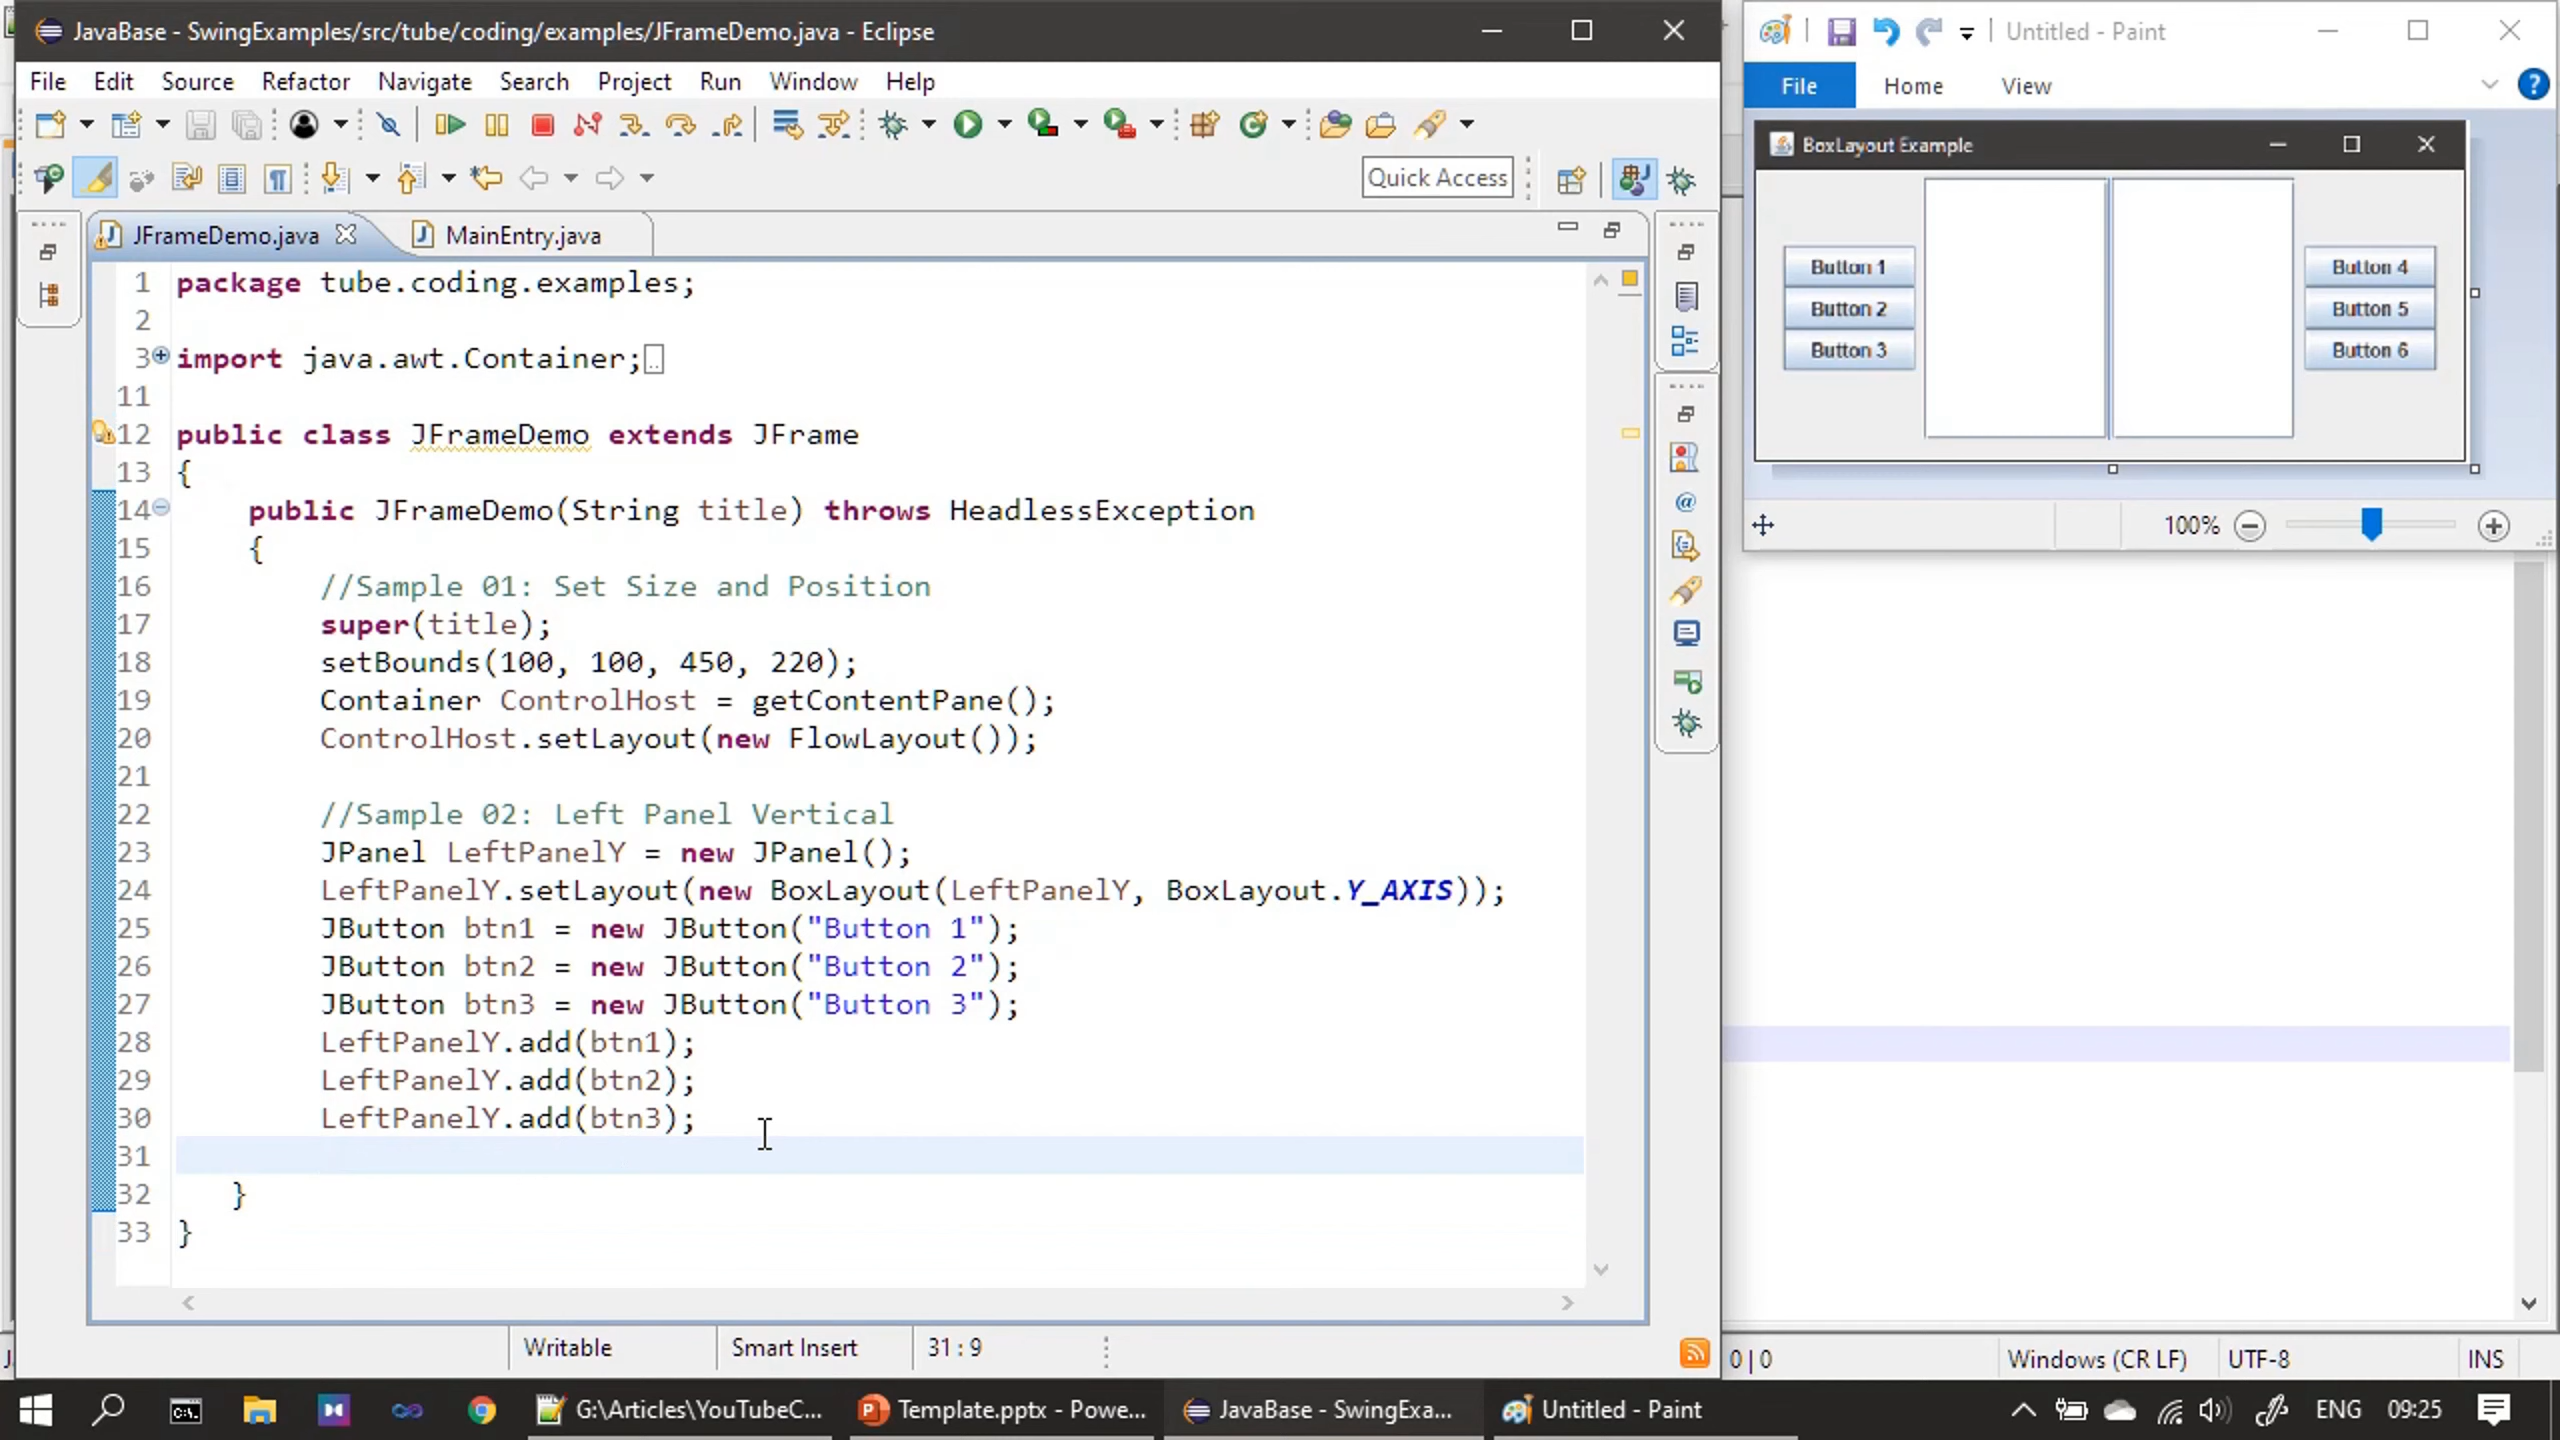 JavaBase - SwingExamples/src/tube/coding/examples/JFrameDemo.java - Eclipse
File Edit Source Refactor Navigate Search Project Run Window Help
Quick Access
JFrameDemo.java MainEntry.java
1 package tube.coding.examples;
2
3 import java.awt.Container;
11
12 public class JFrameDemo extends JFrame
13 {
14 public JFrameDemo(String title) throws HeadlessException
15 {
16 //Sample 01: Set Size and Position
17 super(title);
18 setBounds(100, 100, 450, 220);
19 Container ControlHost = getContentPane();
20 ControlHost.setLayout(new FlowLayout());
21
22 //Sample 02: Left Panel Vertical
23 JPanel LeftPanelY = new JPanel();
24 LeftPanelY.setLayout(new BoxLayout(LeftPanelY, BoxLayout.Y_AXIS));
25 JButton btn1 = new JButton("Button 1");
26 JButton btn2 = new JButton("Button 2");
27 JButton btn3 = new JButton("Button 3");
28 LeftPanelY.add(btn1);
29 LeftPanelY.add(btn2);
30 LeftPanelY.add(btn3);
31
32 }
33 }
Writable Smart Insert 31 : 9
Untitled - Paint
File Home View
BoxLayout Example
Button 1 Button 4
Button 2 Button 5
Button 3 Button 6
100%
0 | 0 Windows (CR LF) UTF-8 INS
G:\Articles\YouTubeC... Template.pptx - Powe... JavaBase - SwingExa... Untitled - Paint ENG 09:25